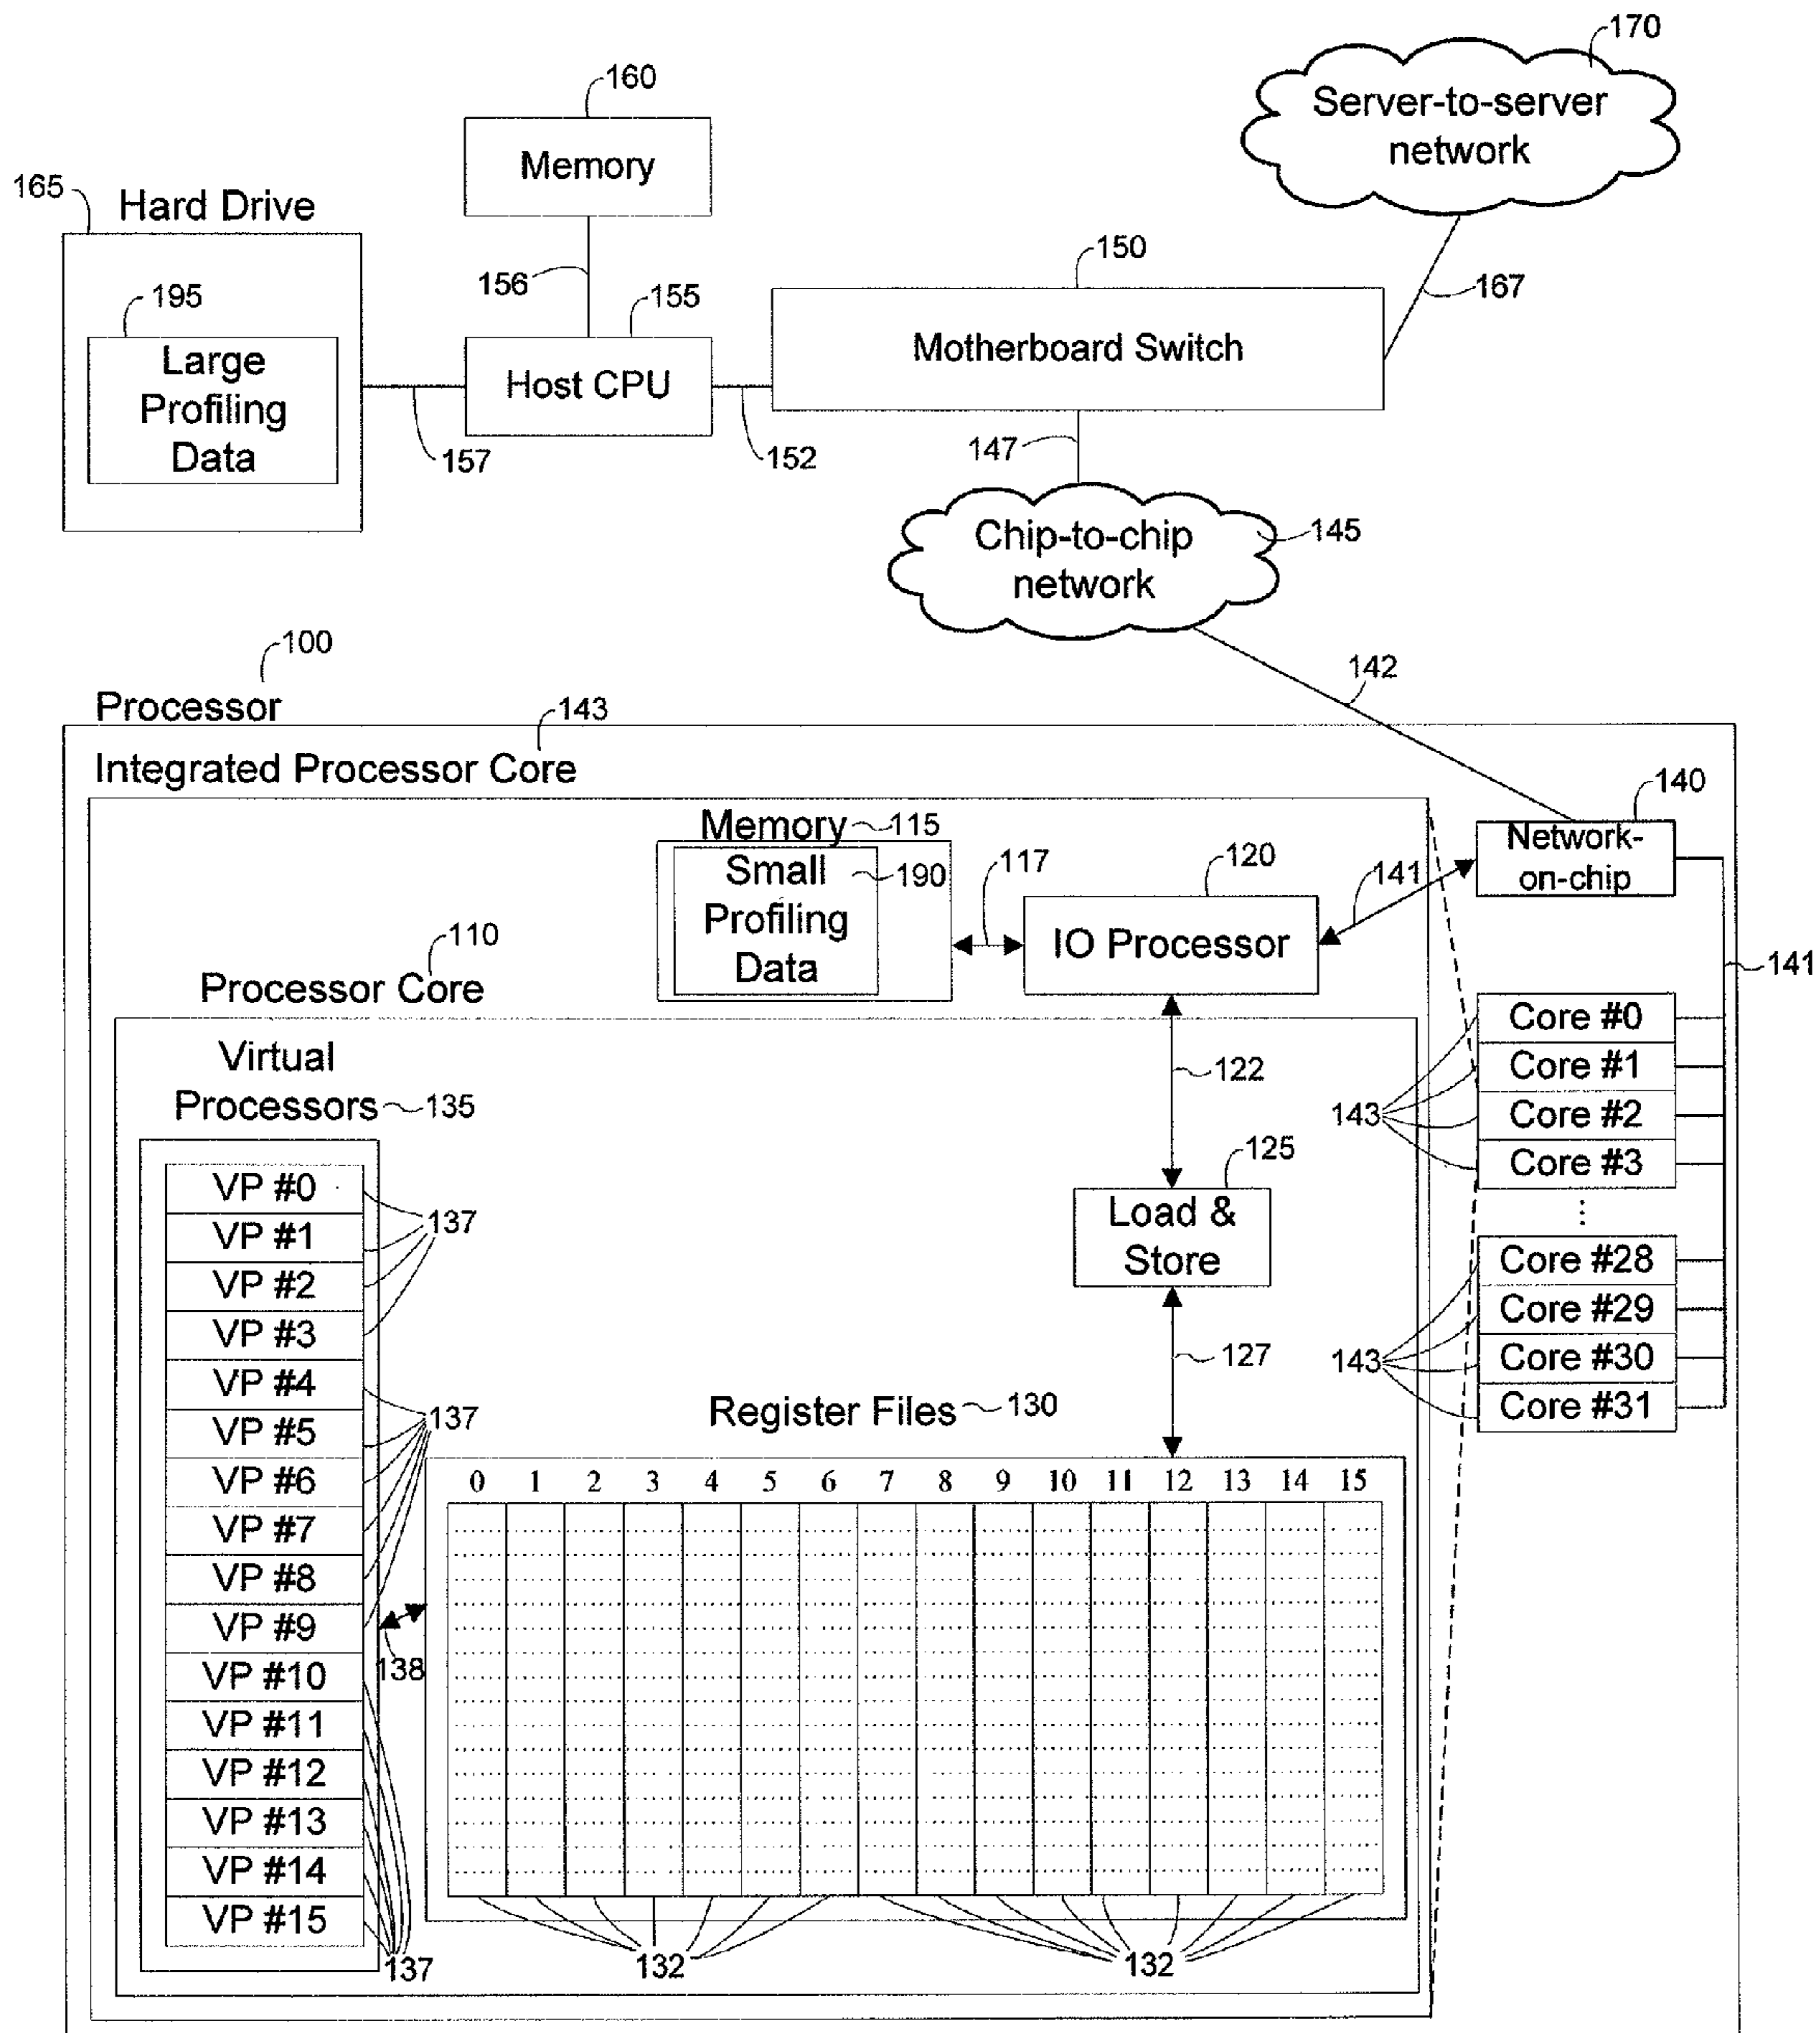 170
Server-to-server
network
160
Memory
165
Hard Drive
156
150
167
195
155
Large
Profiling
Data
Host CPU
Motherboard Switch
157
152
147
Chip-to-chip
network
145
100
Processor
142
143
Integrated Processor Core
140
Network-
on-chip
Memory
115
Small
Profiling
Data
190
117
120
141
IO Processor
141
110
Processor Core
Core #0
Core #1
Core #2
Core #3
143
122
Virtual
Processors
135
125
Load &
Store
⋮
Core #28
Core #29
Core #30
Core #31
143
127
VP #0
VP #1
VP #2
VP #3
VP #4
VP #5
VP #6
VP #7
VP #8
VP #9
VP #10
VP #11
VP #12
VP #13
VP #14
VP #15
137
137
137
138
Register Files
130
0 1 2 3 4 5 6 7 8 9 10 11 12 13 14 15
132
132